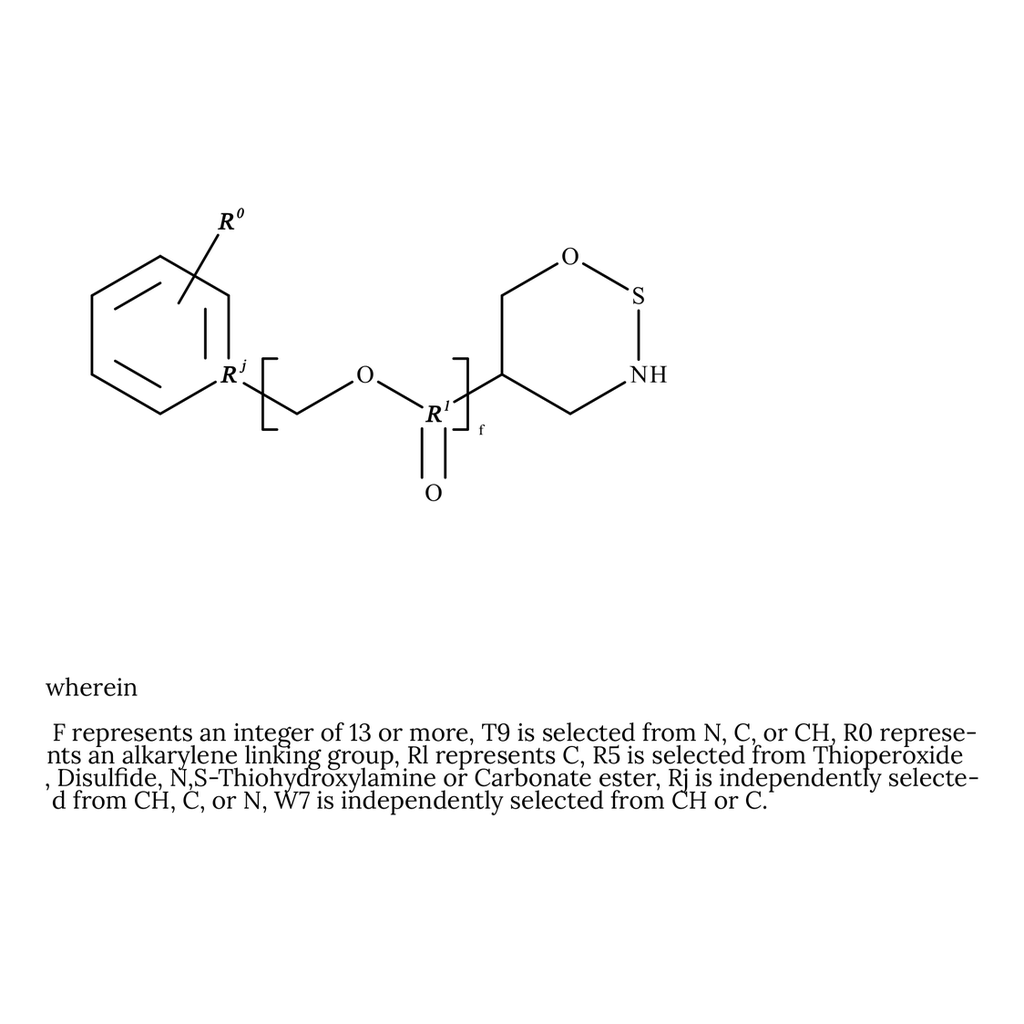 R0
O
S
Rj
O
NH
Rl
f
O
wherein
F represents an integer of 13 or more, T9 is selected from N, C, or CH, R0 represe-
nts an alkarylene linking group, Rl represents C, R5 is selected from Thioperoxide
, Disulfide, N,S-Thiohydroxylamine or Carbonate ester, Rj is independently selecte-
d from CH, C, or N, W7 is independently selected from CH or C.